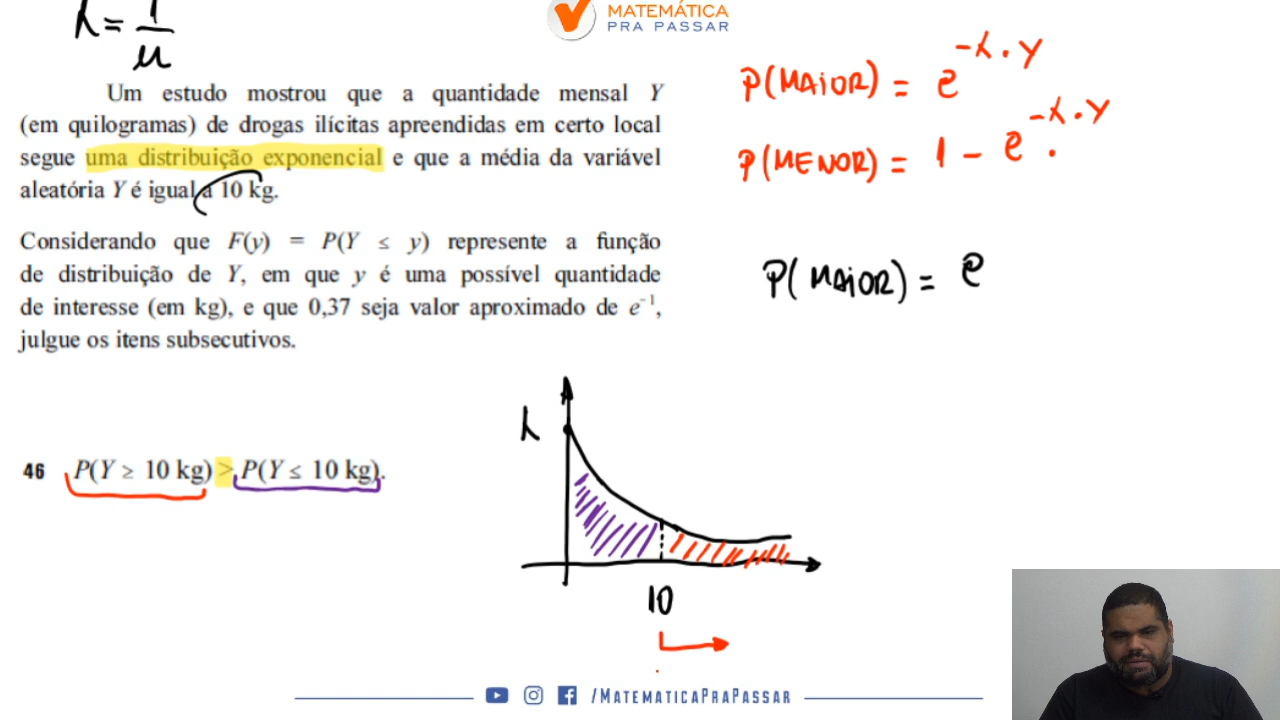 λ = 1/μ
MATEMÁTICA
PRA PASSAR
Um estudo mostrou que a quantidade mensal Y
(em quilogramas) de drogas ilícitas apreendidas em certo local
segue uma distribuição exponencial e que a média da variável
aleatória Y é igual a 10 kg.
Considerando que F(y) = P(Y ≤ y) represente a função
de distribuição de Y, em que y é uma possível quantidade
de interesse (em kg), e que 0,37 seja valor aproximado de e⁻¹,
julgue os itens subsecutivos.
46 P(Y ≥ 10 kg) > P(Y ≤ 10 kg).
P(MAIOR) = e^-λ.Y
P(MENOR) = 1 - e^-λ.Y .
P(MAIOR) = e
λ
10
/MATEMATICAPRAPASSAR